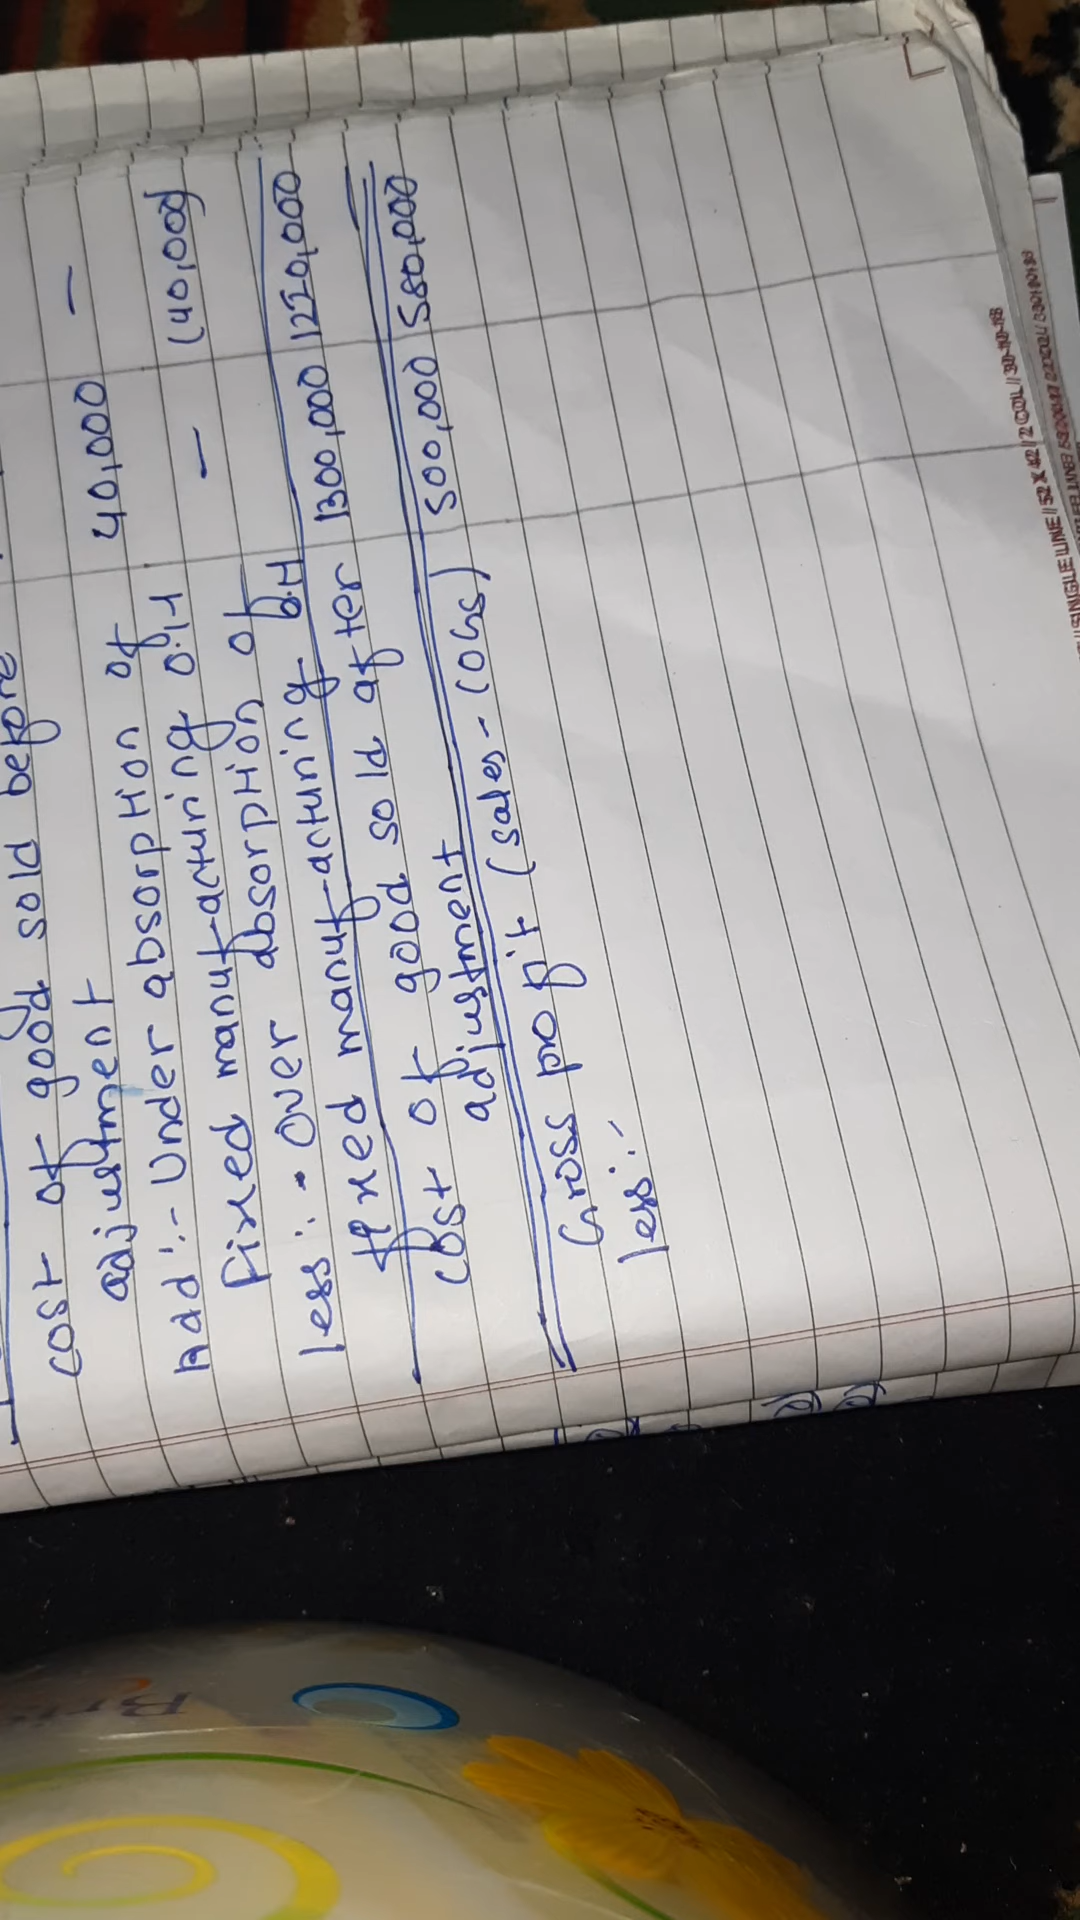 cost of good sold before
adjustment
Add :- Under absorption of 40,000 -
fixed manufacturing O.H
less :- Over absorption of - (40,000)
fixed manufacturing O.H
cost of good sold after 1300,000 1220,000
adjustment
Gross profit (sales - COGS) 500,000 580,000
less :-